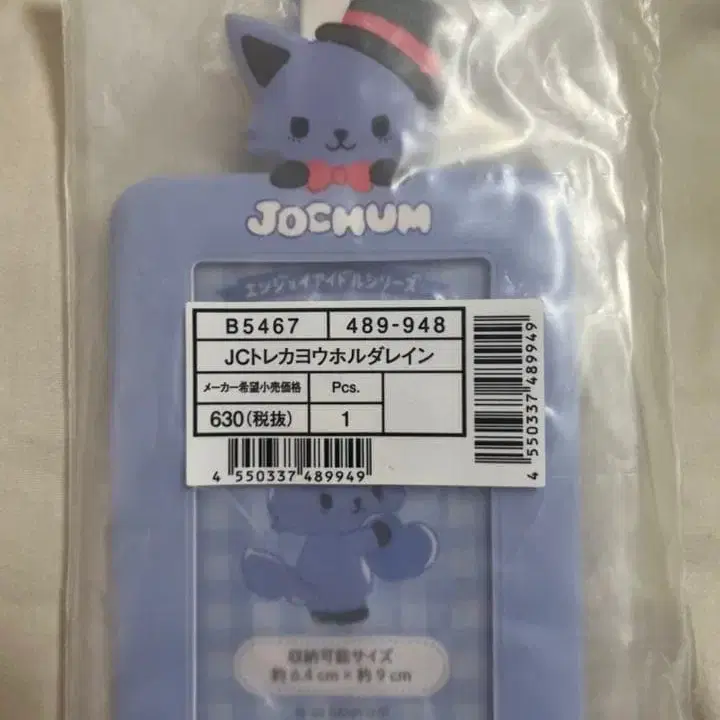 JOCHUM
エンジョイアイドルシリーズ
B5467 489-948
JCトレカヨウホルダレイン
メーカー希望小売価格 Pcs.
630(税抜) 1
4 550337 489949
4 550337 489949
収納可能サイズ
約 6.4 cm × 約 9 cm